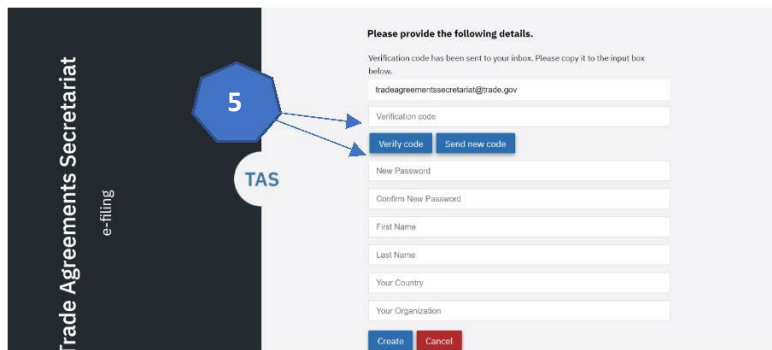 Trade Agreements Secretariat
e-filing
5
TAS
Please provide the following details.
Verification code has been sent to your inbox. Please copy it to the input box
below.
tradeagreementssecretariat@trade.gov
Verification code
Verify code Send new code
New Password
Confirm New Password
First Name
Last Name
Your Country
Your Organization
Create Cancel